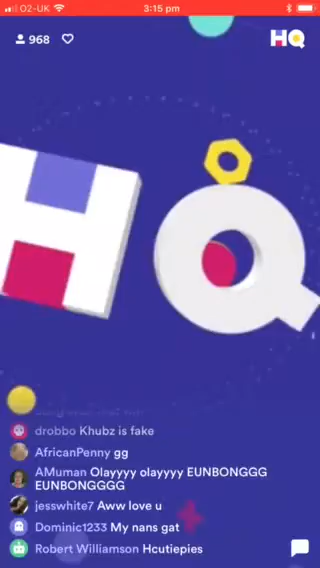 O2-UK
3:15 pm
968
HQ
HQ
drobbo Khubz is fake
AfricanPenny gg
AMuman Olayyyy olayyyy EUNBONGGG
EUNBONGGGG
jesswhite7 Aww love u
Dominic1233 My nans gat
Robert Williamson Hcutiepies